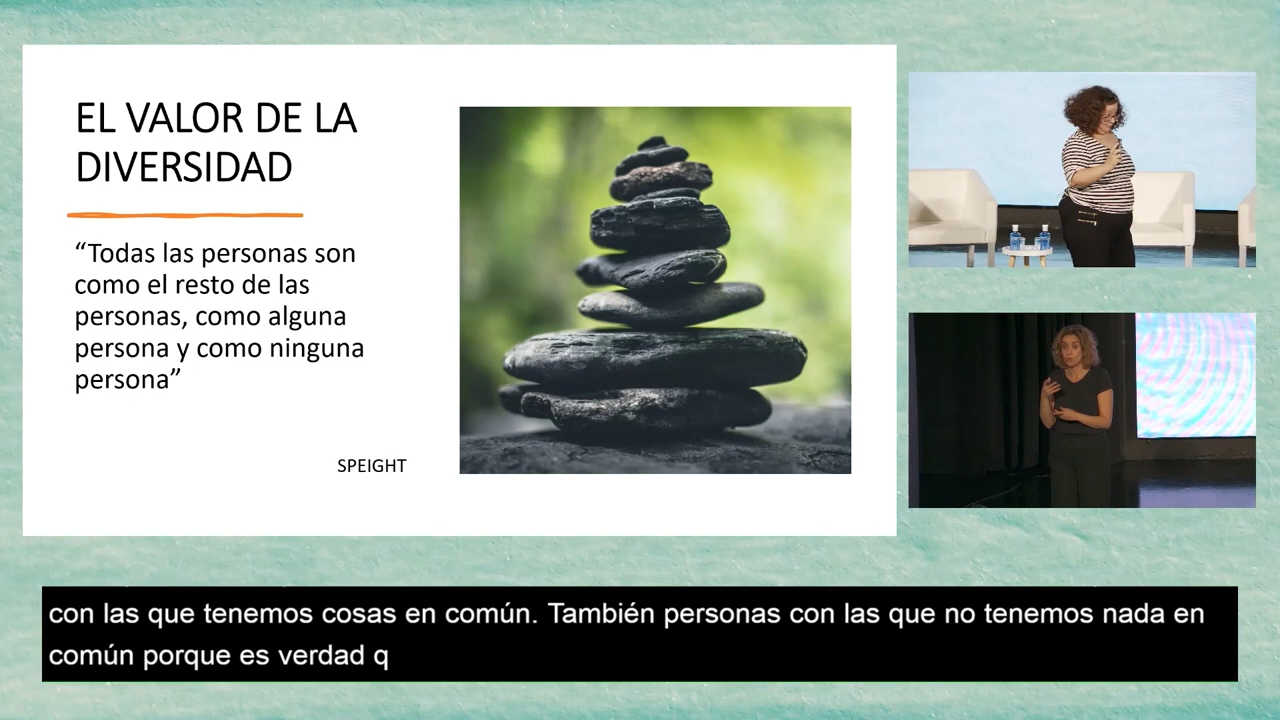 EL VALOR DE LA
DIVERSIDAD
“Todas las personas son
como el resto de las
personas, como alguna
persona y como ninguna
persona”
SPEIGHT
con las que tenemos cosas en común. También personas con las que no tenemos nada en
común porque es verdad q